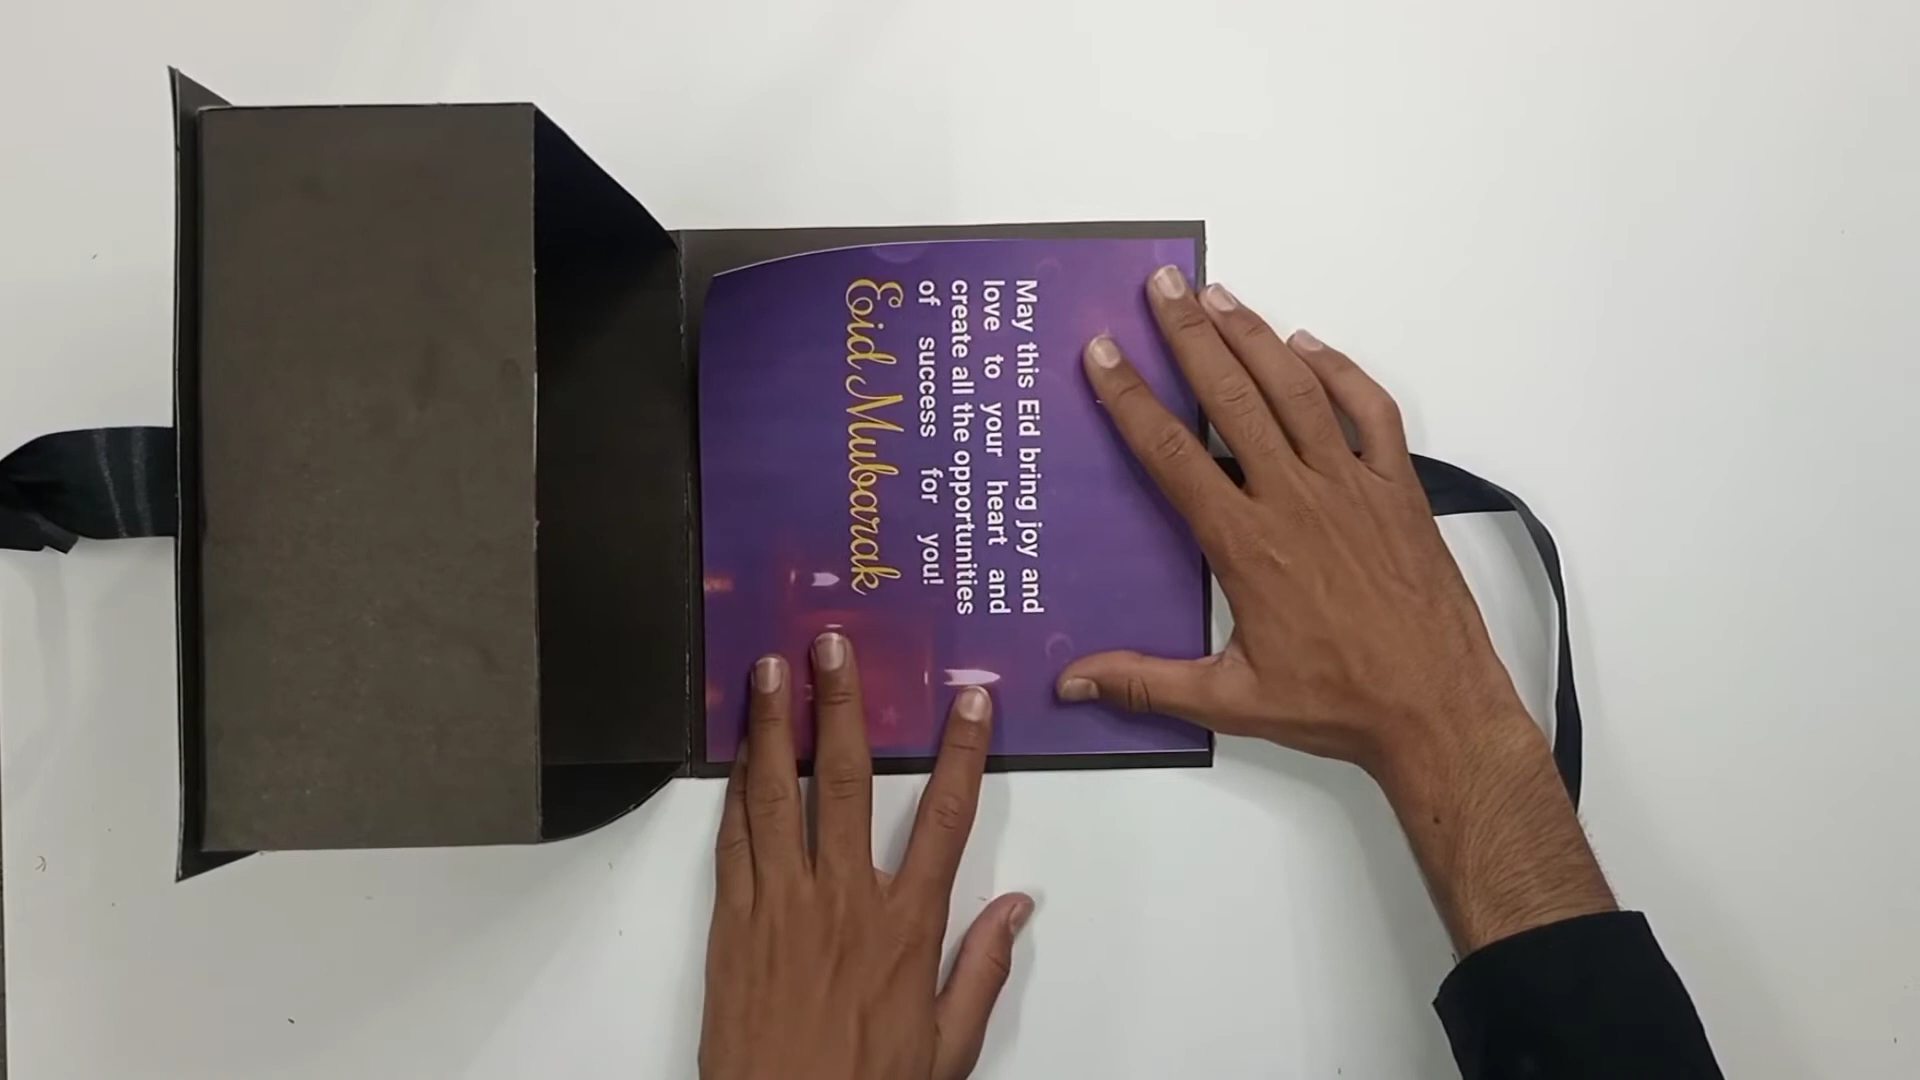 May this Eid bring joy and
love to your heart and
create all the opportunities
of success for you!
Eid Mubarak